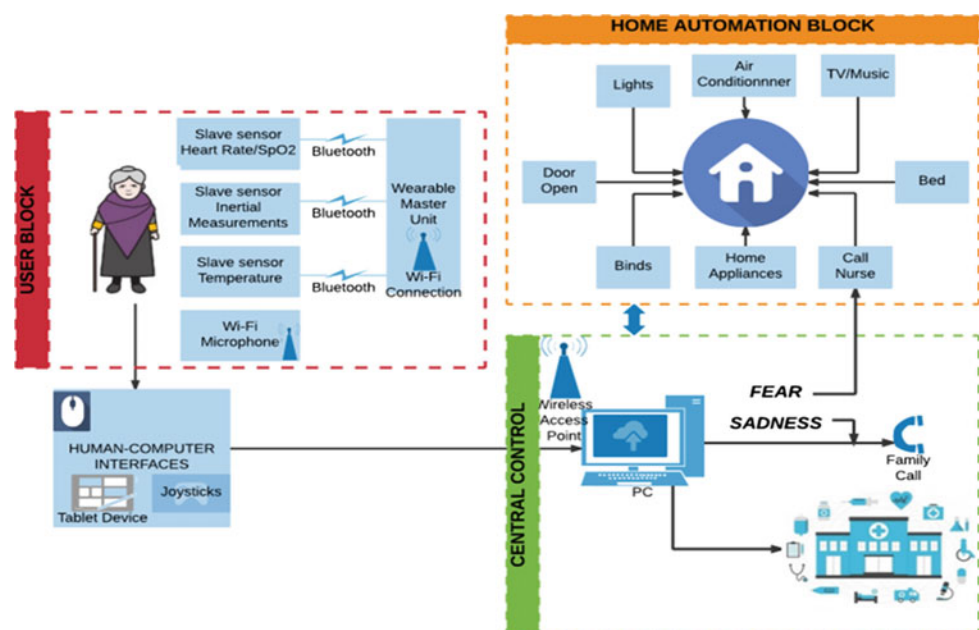 HOME AUTOMATION BLOCK
Lights
Air
Conditionnner
TV/Music
Door
Open
Bed
Binds
Home
Appliances
Call
Nurse
USER BLOCK
Slave sensor
Heart Rate/SpO2
Bluetooth
Slave sensor
Inertial
Measurements
Bluetooth
Slave sensor
Temperature
Bluetooth
Wearable
Master
Unit
Wi-Fi
Connection
Wi-Fi
Microphone
HUMAN-COMPUTER
INTERFACES
Tablet Device
Joysticks
CENTRAL CONTROL
Wireless
Access
Point
PC
FEAR
SADNESS
Family
Call